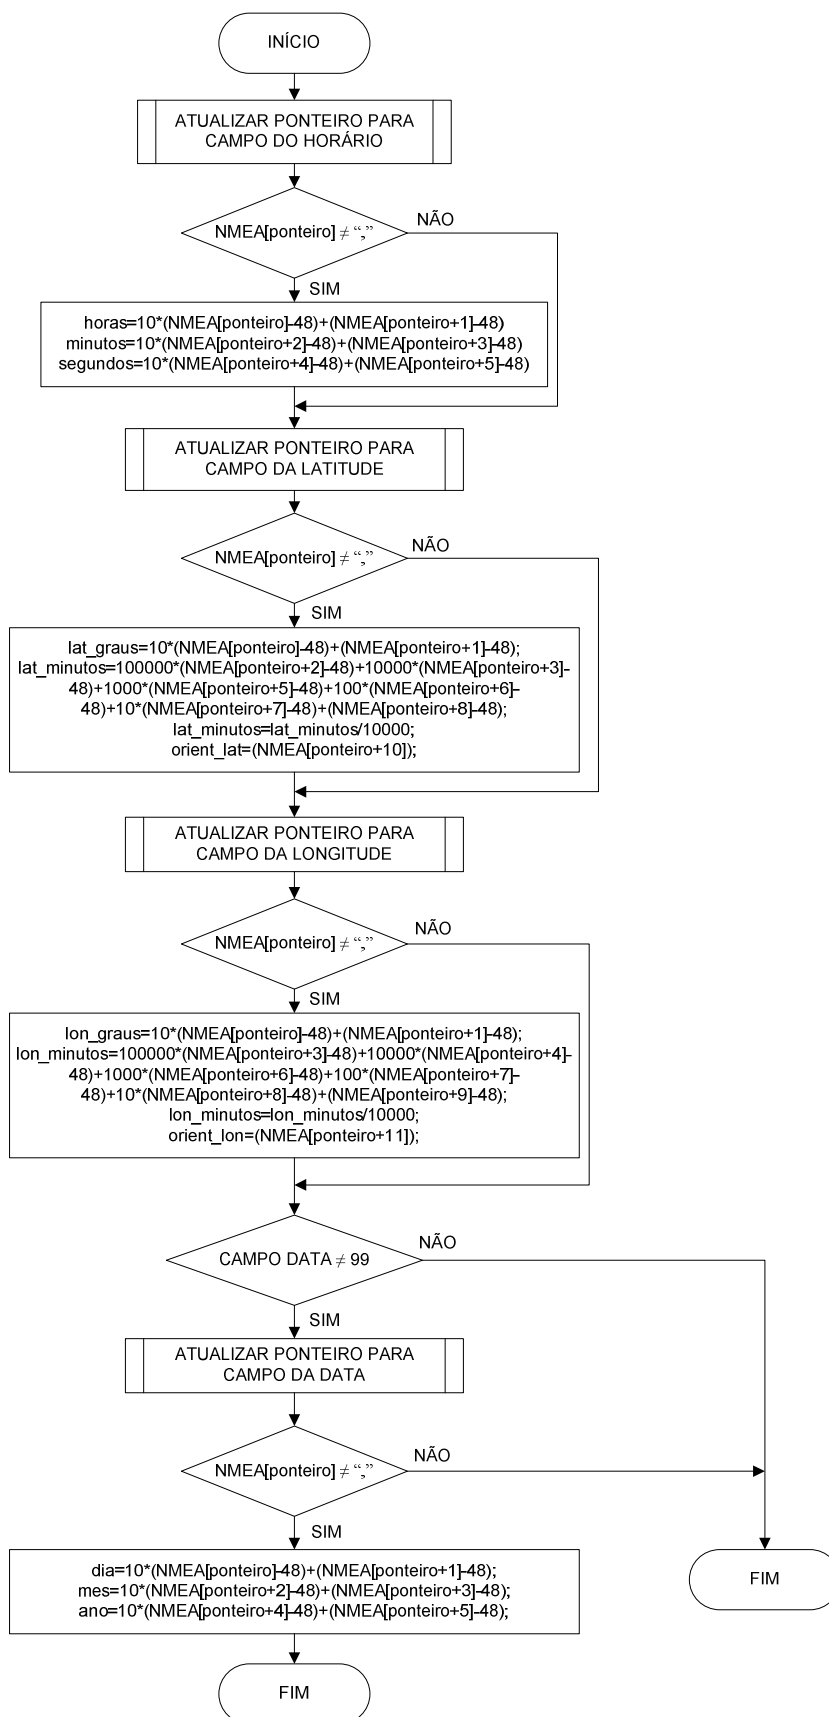 INÍCIO
ATUALIZAR PONTEIRO PARA
CAMPO DO HORÁRIO
NMEA[ponteiro] ≠ “,”
NÃO
SIM
horas=10*(NMEA[ponteiro]-48)+(NMEA[ponteiro+1]-48)
minutos=10*(NMEA[ponteiro+2]-48)+(NMEA[ponteiro+3]-48)
segundos=10*(NMEA[ponteiro+4]-48)+(NMEA[ponteiro+5]-48)
ATUALIZAR PONTEIRO PARA
CAMPO DA LATITUDE
NMEA[ponteiro] ≠ “,”
NÃO
SIM
lat_graus=10*(NMEA[ponteiro]-48)+(NMEA[ponteiro+1]-48);
lat_minutos=100000*(NMEA[ponteiro+2]-48)+10000*(NMEA[ponteiro+3]-
48)+1000*(NMEA[ponteiro+5]-48)+100*(NMEA[ponteiro+6]-
48)+10*(NMEA[ponteiro+7]-48)+(NMEA[ponteiro+8]-48);
lat_minutos=lat_minutos/10000;
orient_lat=(NMEA[ponteiro+10]);
ATUALIZAR PONTEIRO PARA
CAMPO DA LONGITUDE
NMEA[ponteiro] ≠ “,”
NÃO
SIM
lon_graus=10*(NMEA[ponteiro]-48)+(NMEA[ponteiro+1]-48);
lon_minutos=100000*(NMEA[ponteiro+3]-48)+10000*(NMEA[ponteiro+4]-
48)+1000*(NMEA[ponteiro+6]-48)+100*(NMEA[ponteiro+7]-
48)+10*(NMEA[ponteiro+8]-48)+(NMEA[ponteiro+9]-48);
lon_minutos=lon_minutos/10000;
orient_lon=(NMEA[ponteiro+11]);
CAMPO DATA ≠ 99
NÃO
SIM
ATUALIZAR PONTEIRO PARA
CAMPO DA DATA
NMEA[ponteiro] ≠ “,”
NÃO
SIM
dia=10*(NMEA[ponteiro]-48)+(NMEA[ponteiro+1]-48);
mes=10*(NMEA[ponteiro+2]-48)+(NMEA[ponteiro+3]-48);
ano=10*(NMEA[ponteiro+4]-48)+(NMEA[ponteiro+5]-48);
FIM
FIM